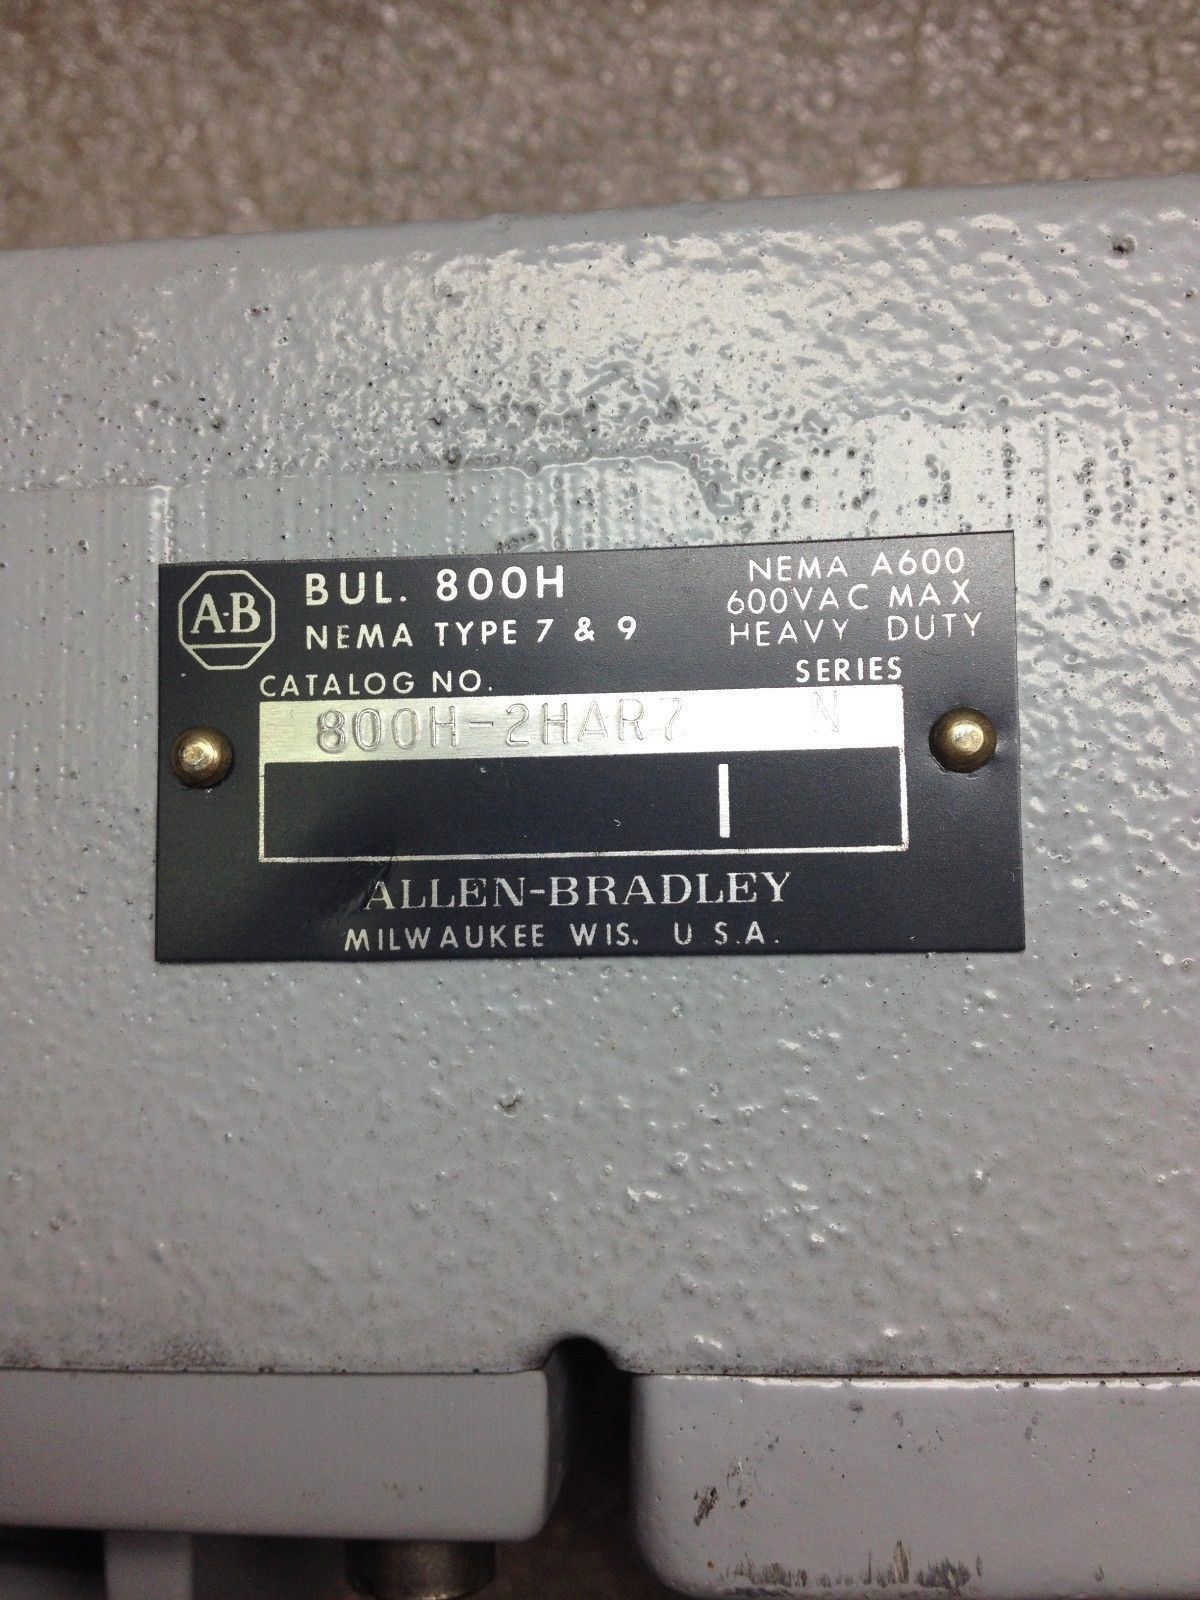 A-B
BUL. 800H
NEMA TYPE 7 & 9
NEMA A600
600VAC MAX
HEAVY DUTY
CATALOG NO.
SERIES
800H-2HAR7 N
ALLEN-BRADLEY
MILWAUKEE WIS. U S.A.